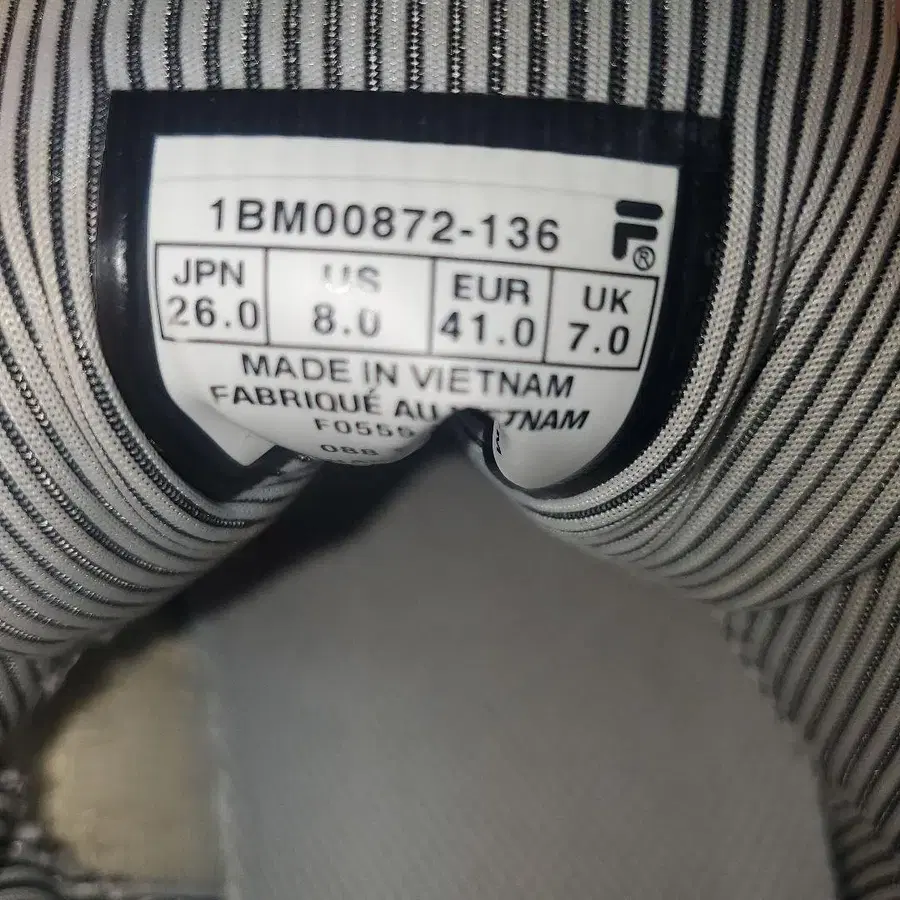 1BM00872-136
F®
JPN US EUR UK
26.0 8.0 41.0 7.0
MADE IN VIETNAM
FABRIQUÉ AU
088